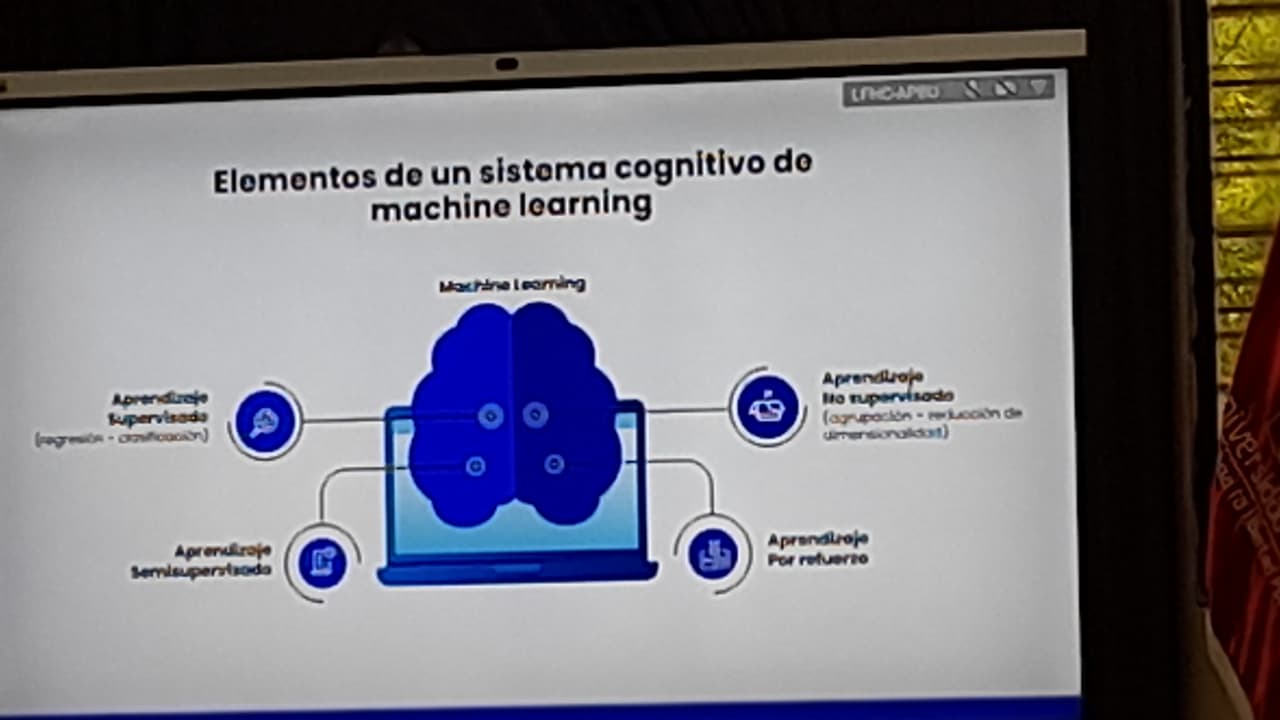 Elementos de un sistema cognitivo de
machine learning
Machine Learning
Aprendizaje
Supervisado
(regresión - clasificación)
Aprendizaje
No supervisado
(agrupación - reducción de
dimensionalidad)
Aprendizaje
Semisupervisado
Aprendizaje
Por refuerzo